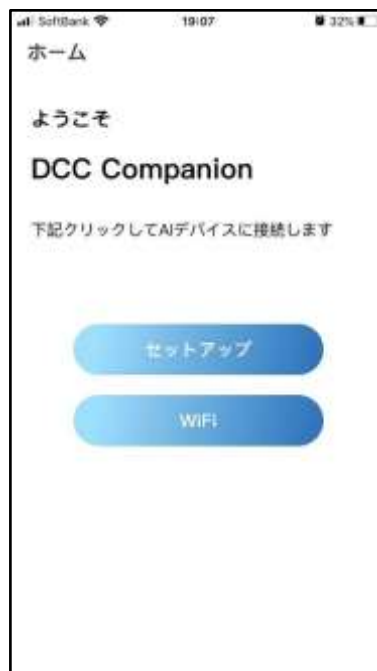 SoftBank 19:07 32%
ホーム
ようこそ
DCC Companion
下記クリックしてAIデバイスに接続します
セットアップ
WiFi